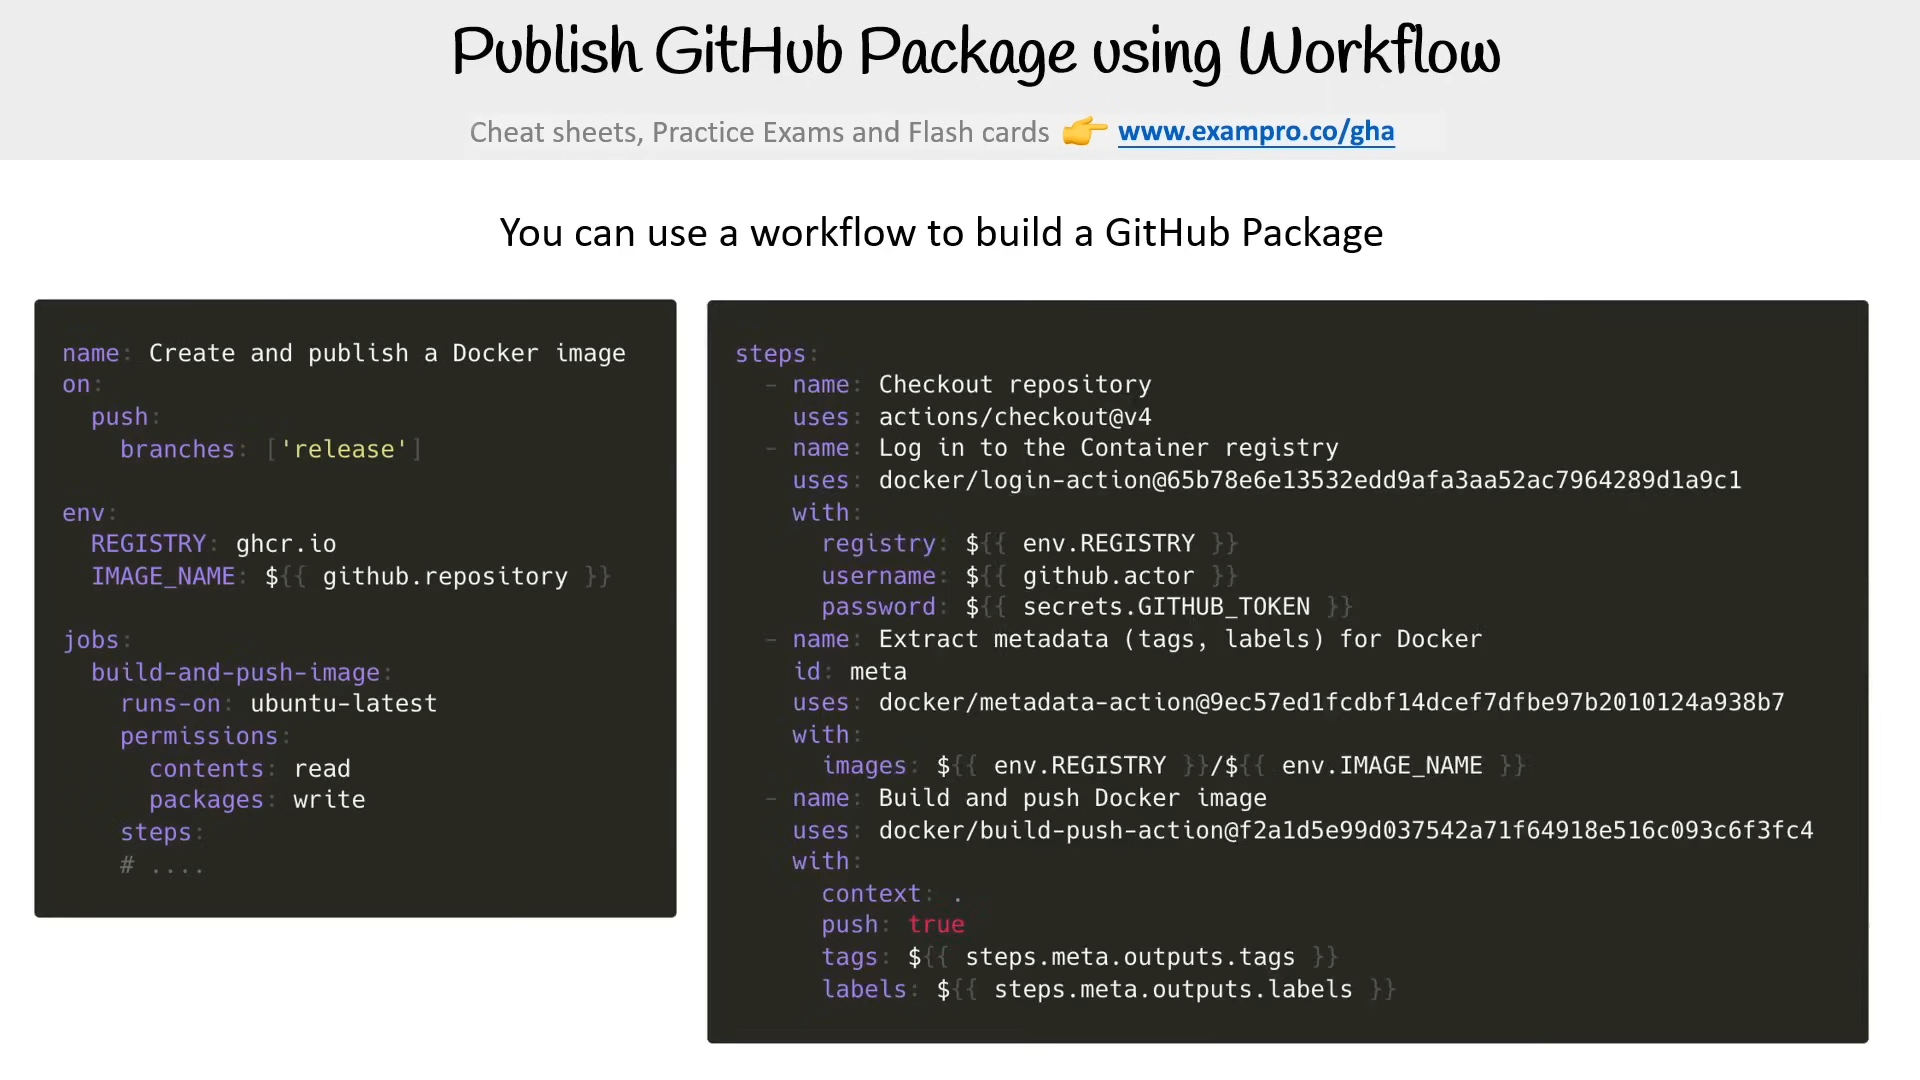 Publish GitHub Package using Workflow
Cheat sheets, Practice Exams and Flash cards 👉 www.exampro.co/gha
You can use a workflow to build a GitHub Package
name: Create and publish a Docker image
on:
  push:
    branches: ['release']

env:
  REGISTRY: ghcr.io
  IMAGE_NAME: ${{ github.repository }}

jobs:
  build-and-push-image:
    runs-on: ubuntu-latest
    permissions:
      contents: read
      packages: write
    steps:
    # ....
steps:
  - name: Checkout repository
    uses: actions/checkout@v4
  - name: Log in to the Container registry
    uses: docker/login-action@65b78e6e13532edd9afa3aa52ac7964289d1a9c1
    with:
      registry: ${{ env.REGISTRY }}
      username: ${{ github.actor }}
      password: ${{ secrets.GITHUB_TOKEN }}
  - name: Extract metadata (tags, labels) for Docker
    id: meta
    uses: docker/metadata-action@9ec57ed1fcdbf14dcef7dfbe97b2010124a938b7
    with:
      images: ${{ env.REGISTRY }}/${{ env.IMAGE_NAME }}
  - name: Build and push Docker image
    uses: docker/build-push-action@f2a1d5e99d037542a71f64918e516c093c6f3fc4
    with:
      context: .
      push: true
      tags: ${{ steps.meta.outputs.tags }}
      labels: ${{ steps.meta.outputs.labels }}